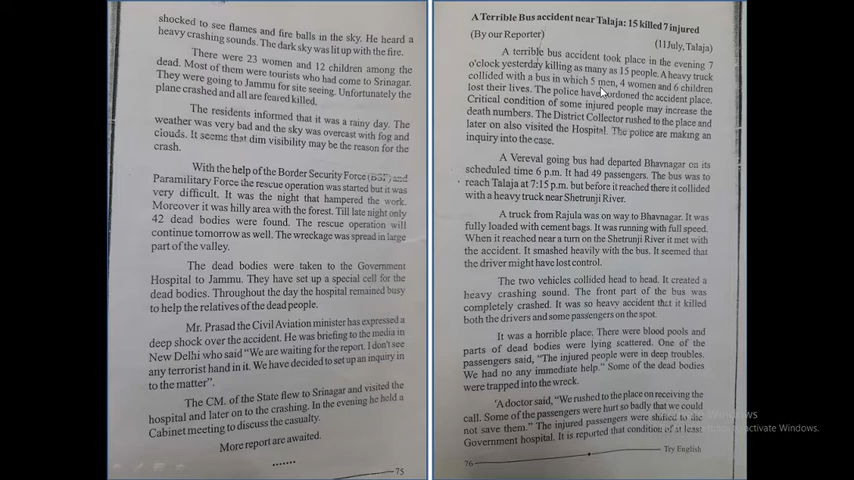 shocked to see flames and fire balls in the sky. He heard a
heavy crashing sounds. The dark sky was lit up with the fire.
There were 23 women and 12 children among the
dead. Most of them were tourists who had come to Srinagar.
They were going to Jammu for site seeing. Unfortunately the
plane crashed and all are feared killed.
The residents informed that it was a rainy day. The
weather was very bad and the sky was overcast with fog and
clouds. It seems that dim visibility may be the reason for the
crash.
With the help of the Border Security Force (BSF) and
Paramilitary Force the rescue operation was started but it was
very difficult. It was the night that hampered the work.
Moreover it was hilly area with the forest. Till late night only
42 dead bodies were found. The rescue operation will
continue tomorrow as well. The wreckage was spread in large
part of the valley.
The dead bodies were taken to the Government
Hospital to Jammu. They have set up a special cell for the
dead bodies. Throughout the day the hospital remained busy
to help the relatives of the dead people.
Mr. Prasad the Civil Aviation minister has expressed a
deep shock over the accident. He was briefing to the media in
New Delhi who said "We are waiting for the report. I don't see
any terrorist hand in it. We have decided to set up an inquiry in
to the matter".
The CM. of the State flew to Srinagar and visited the
hospital and later on to the crashing. In the evening he held a
Cabinet meeting to discuss the casualty.
More report are awaited.
.......
75
A Terrible Bus accident near Talaja: 15 killed 7 injured
(By our Reporter)
(11July, Talaja)
A terrible bus accident took place in the evening 7
o'clock yesterday killing as many as 15 people. A heavy truck
collided with a bus in which 5 men, 4 women and 6 children
lost their lives. The police have cordoned the accident place.
Critical condition of some injured people may increase the
death numbers. The District Collector rushed to the place and
later on also visited the Hospital. The police are making an
inquiry into the case.
A Vereval going bus had departed Bhavnagar on its
scheduled time 6 p.m. It had 49 passengers. The bus was to
reach Talaja at 7:15 p.m. but before it reached there it collided
with a heavy truck near Shetrunji River.
A truck from Rajula was on way to Bhavnagar. It was
fully loaded with cement bags. It was running with full speed.
When it reached near a turn on the Shetrunji River it met with
the accident. It smashed heavily with the bus. It seemed that
the driver might have lost control.
The two vehicles collided head to head. It created a
heavy crashing sound. The front part of the bus was
completely crashed. It was so heavy accident that it killed
both the drivers and some passengers on the spot.
It was a horrible place. There were blood pools and
parts of dead bodies were lying scattered. One of the
passengers said, "The injured people were in deep troubles.
We had no any immediate help." Some of the dead bodies
were trapped into the wreck.
'A doctor said, "We rushed to the place on receiving the
call. Some of the passengers were hurt so badly that we could
not save them." The injured passengers were shifted to the
Government hospital. It is reported that condition of at least
76
Try English
Windows
activate Windows.